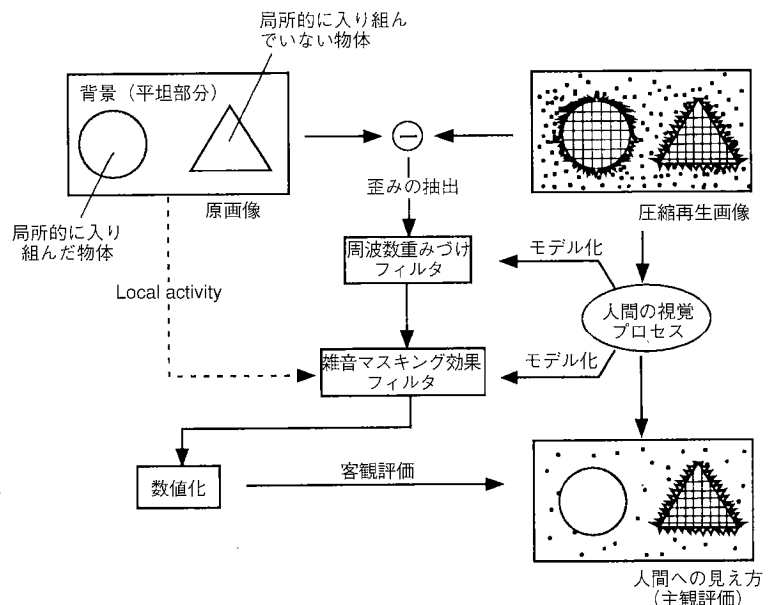 局所的に入り組ん
でいない物体
背景（平坦部分）
原画像
局所的に入り
組んだ物体
歪みの抽出
圧縮再生画像
周波数重みづけ
フィルタ
モデル化
Local activity
人間の視覚
プロセス
雑音マスキング効果
フィルタ
モデル化
数値化
客観評価
人間への見え方
（主観評価）